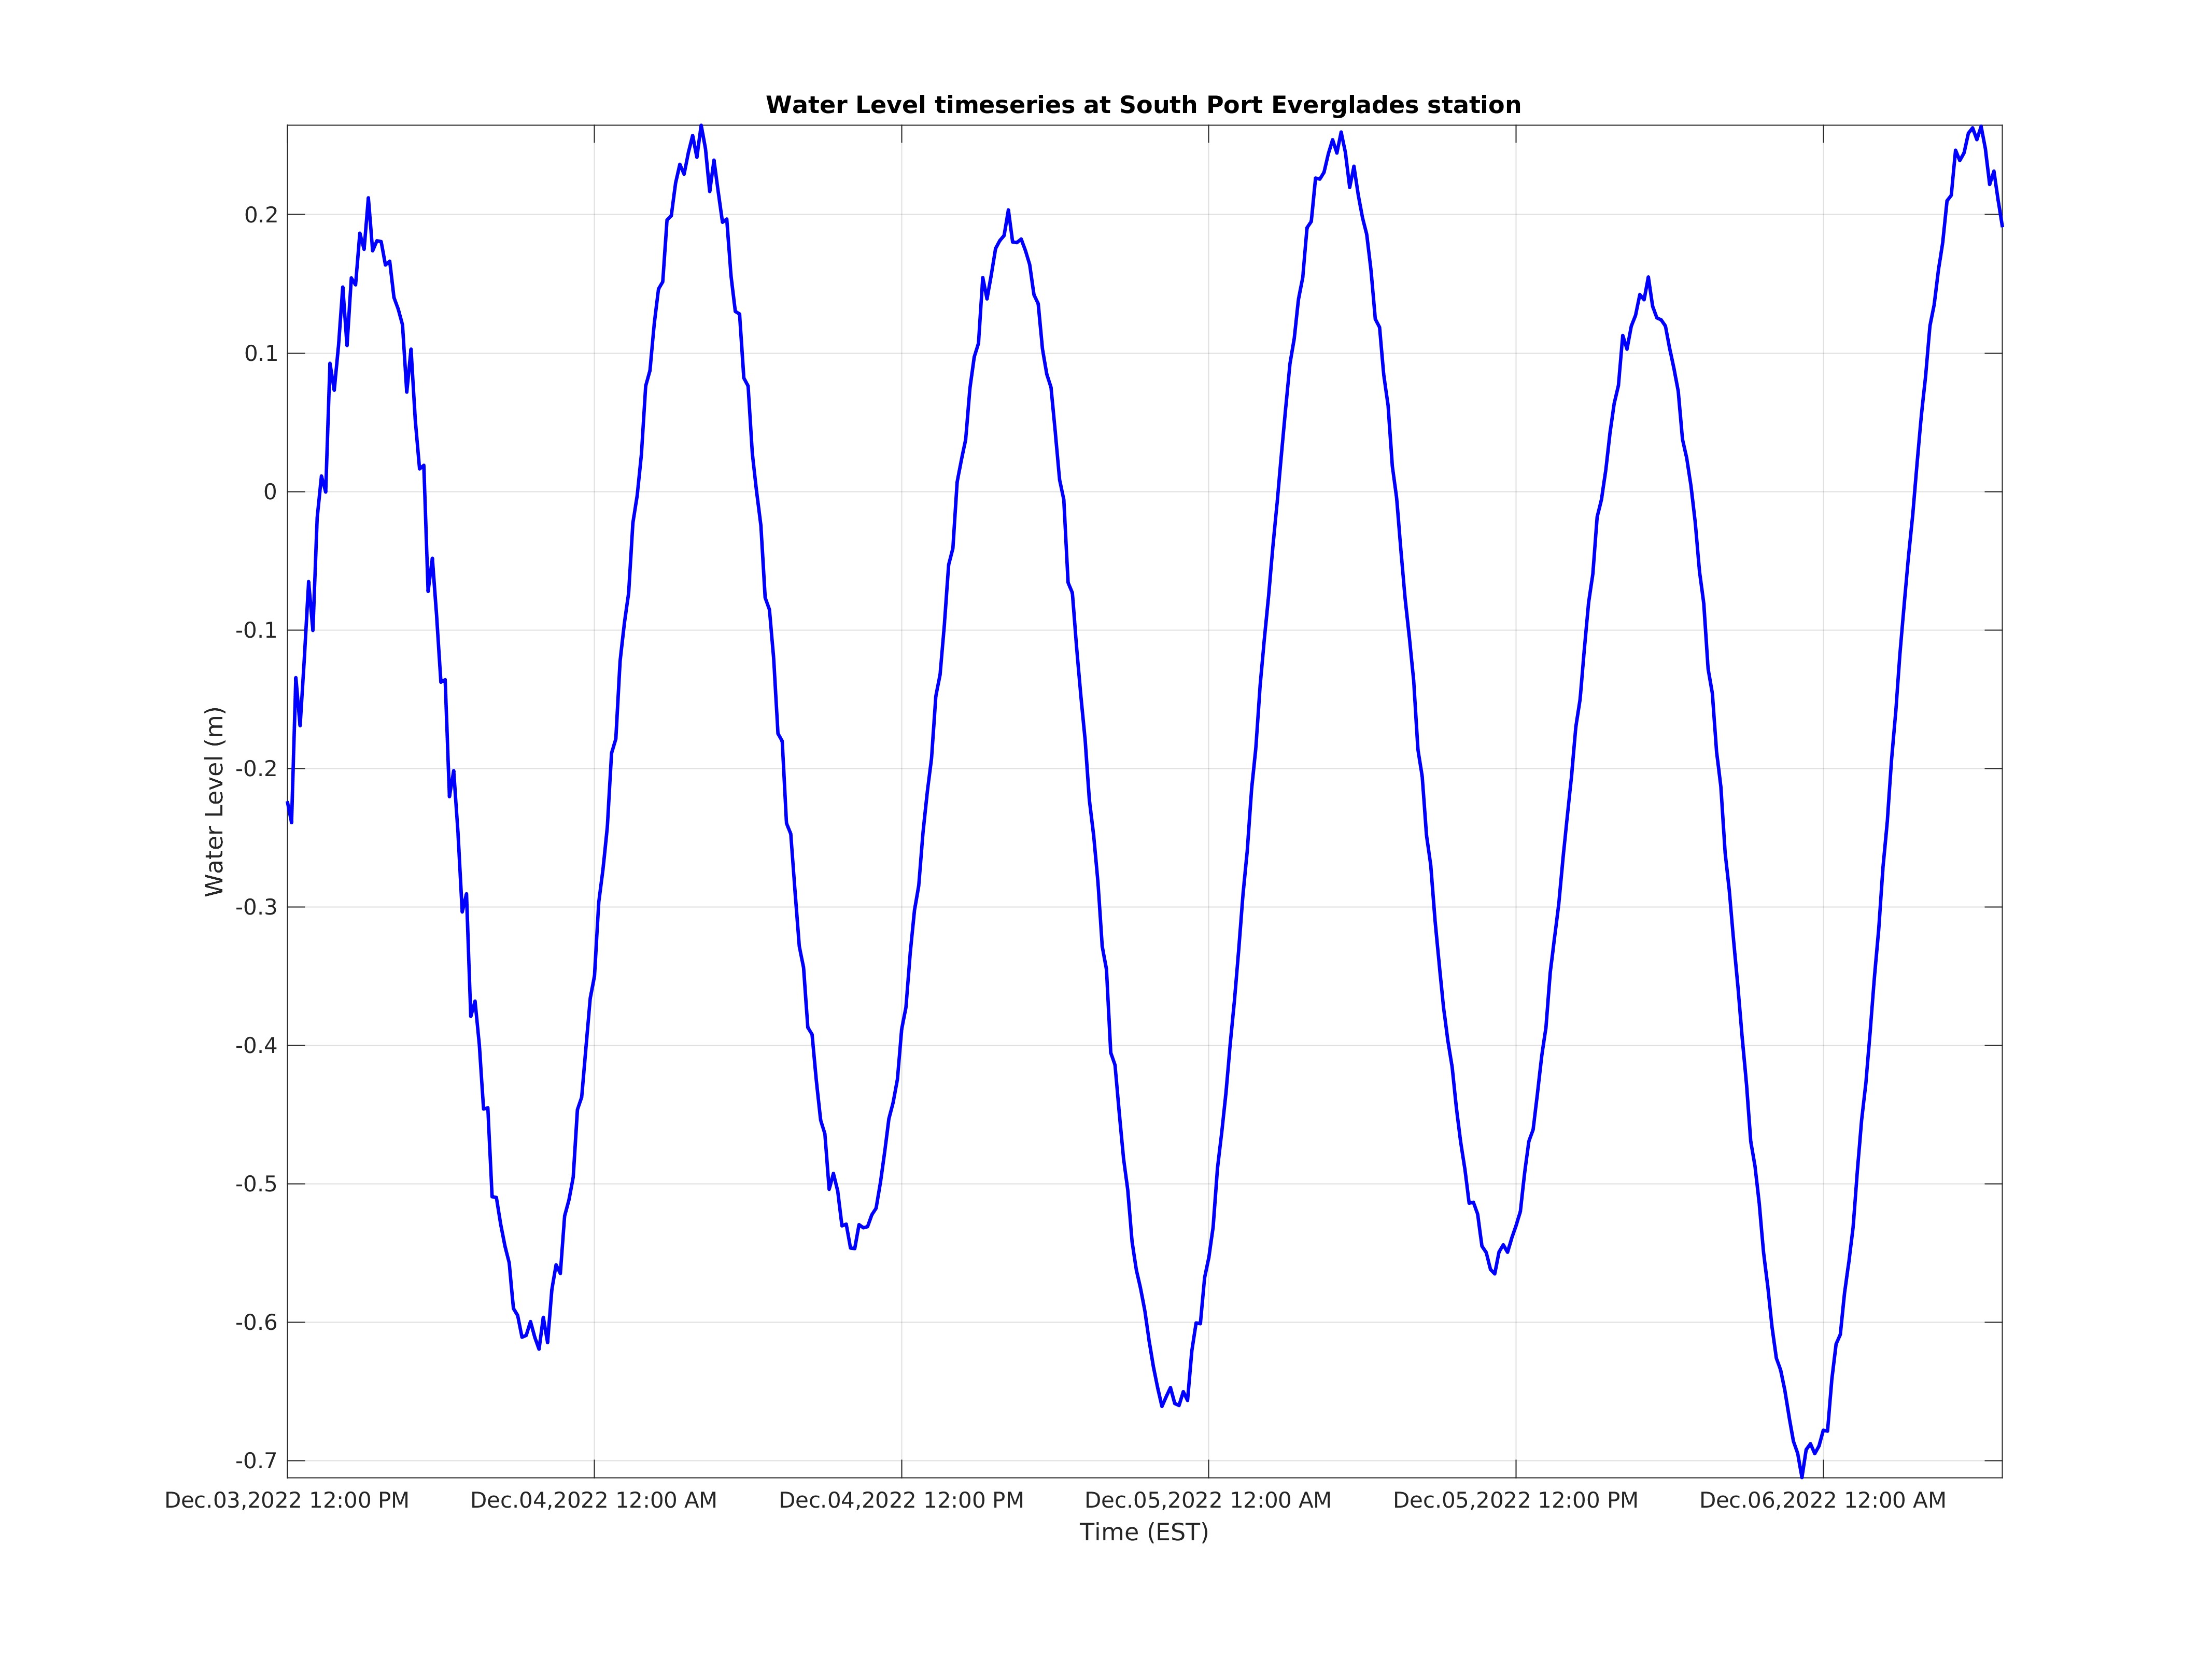 Water Level timeseries at South Port Everglades station
0.2
0.1
0
-0.1
-0.2
-0.3
-0.4
-0.5
-0.6
-0.7
Water Level (m)
Dec.03,2022 12:00 PM
Dec.04,2022 12:00 AM
Dec.04,2022 12:00 PM
Dec.05,2022 12:00 AM
Dec.05,2022 12:00 PM
Dec.06,2022 12:00 AM
Time (EST)